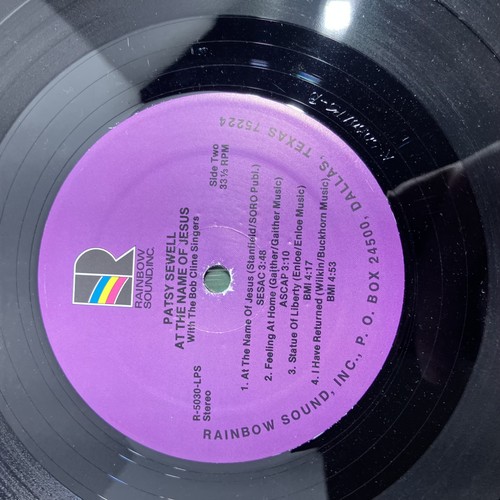 R
RAINBOW
SOUND, INC.
PATSY SEWELL
AT THE NAME OF JESUS
With The Bob Cline Singers
R-5030-LPS
Stereo
Side Two
33⅓ RPM
1. At The Name Of Jesus (Stanfield/SORO Publ.)
SESAC 3:48
2. Feeling At Home (Gaither/Gaither Music)
ASCAP 3:10
3. Statue Of Liberty (Enloe/Enloe Music)
BMI 4:17
4. I Have Returned (Wilkin/Buckhorn Music)
BMI 4:53
RAINBOW SOUND, INC., P. O. BOX 24500, DALLAS, TEXAS 75224